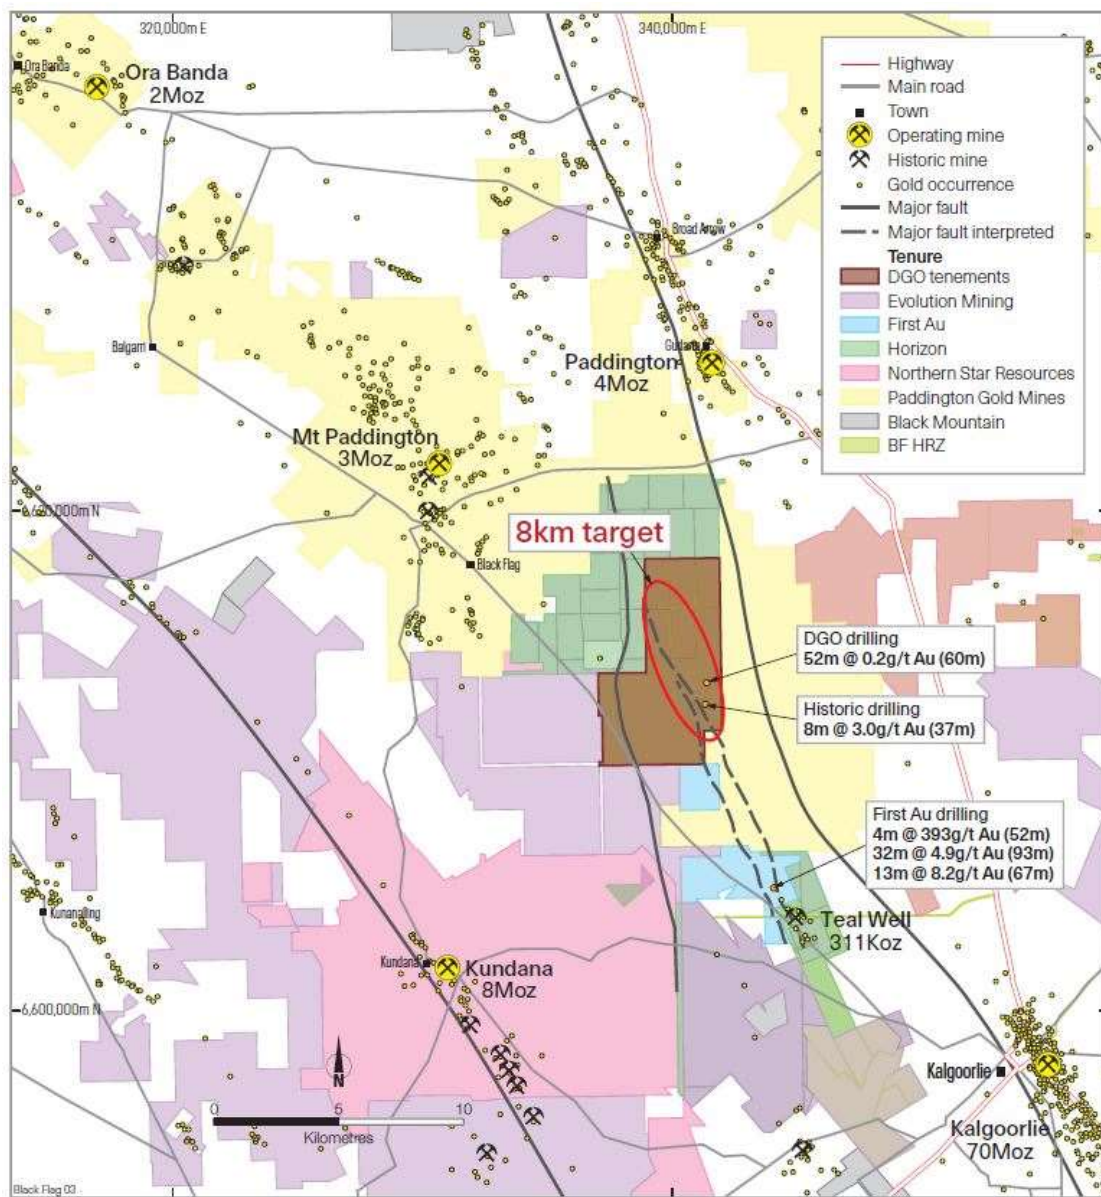 320,000m E
340,000m E
Ora Banda
Ora Banda
2Moz
Highway
Main road
Town
Operating mine
Historic mine
Gold occurrence
Major fault
Major fault interpreted
Tenure
DGO tenements
Evolution Mining
First Au
Horizon
Northern Star Resources
Paddington Gold Mines
Black Mountain
BF HRZ
Broad Arrow
Balgarri
Paddington
4Moz
Mt Paddington
3Moz
6,620,000m N
8km target
Black Flag
DGO drilling
52m @ 0.2g/t Au (60m)
Historic drilling
8m @ 3.0g/t Au (37m)
First Au drilling
4m @ 393g/t Au (52m)
32m @ 4.9g/t Au (93m)
13m @ 8.2g/t Au (67m)
Kunanalling
Teal Well
311Koz
Kundana
Kundana
8Moz
6,600,000m N
N
0
5
10
Kilometres
Kalgoorlie
Kalgoorlie
70Moz
Black Flag 03